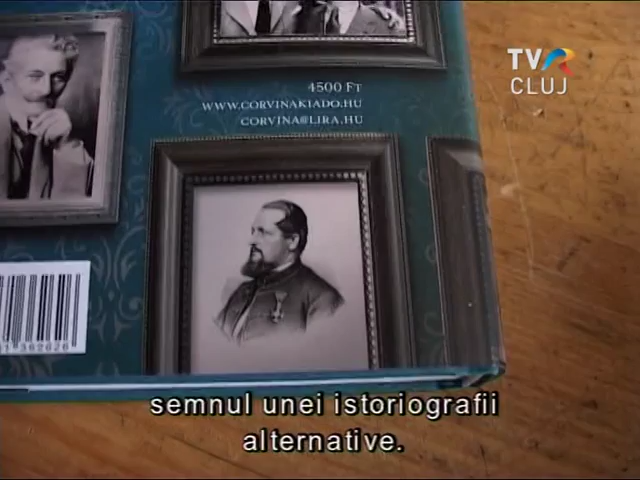 TVR
CLUJ
4500 FT
WWW.CORVINAKIADO.HU
CORVINA@LIRA.HU
semnul unei istoriografii
alternative.